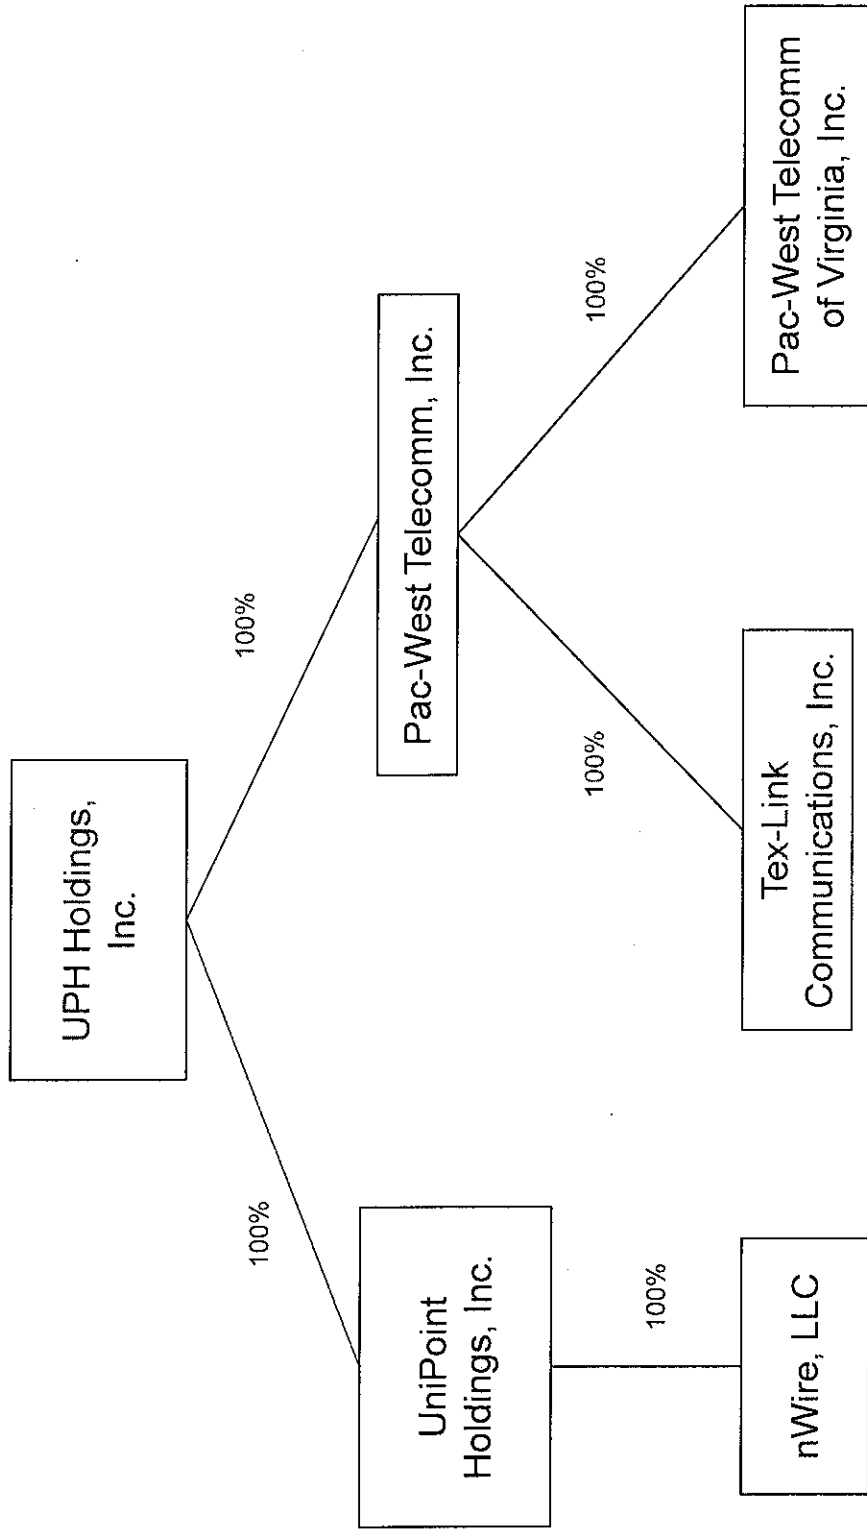 UPH Holdings,
Inc.
100%
100%
UniPoint
Holdings, Inc.
Pac-West Telecomm, Inc.
100%
100%
100%
nWire, LLC
Tex-Link
Communications, Inc.
Pac-West Telecomm
of Virginia, Inc.